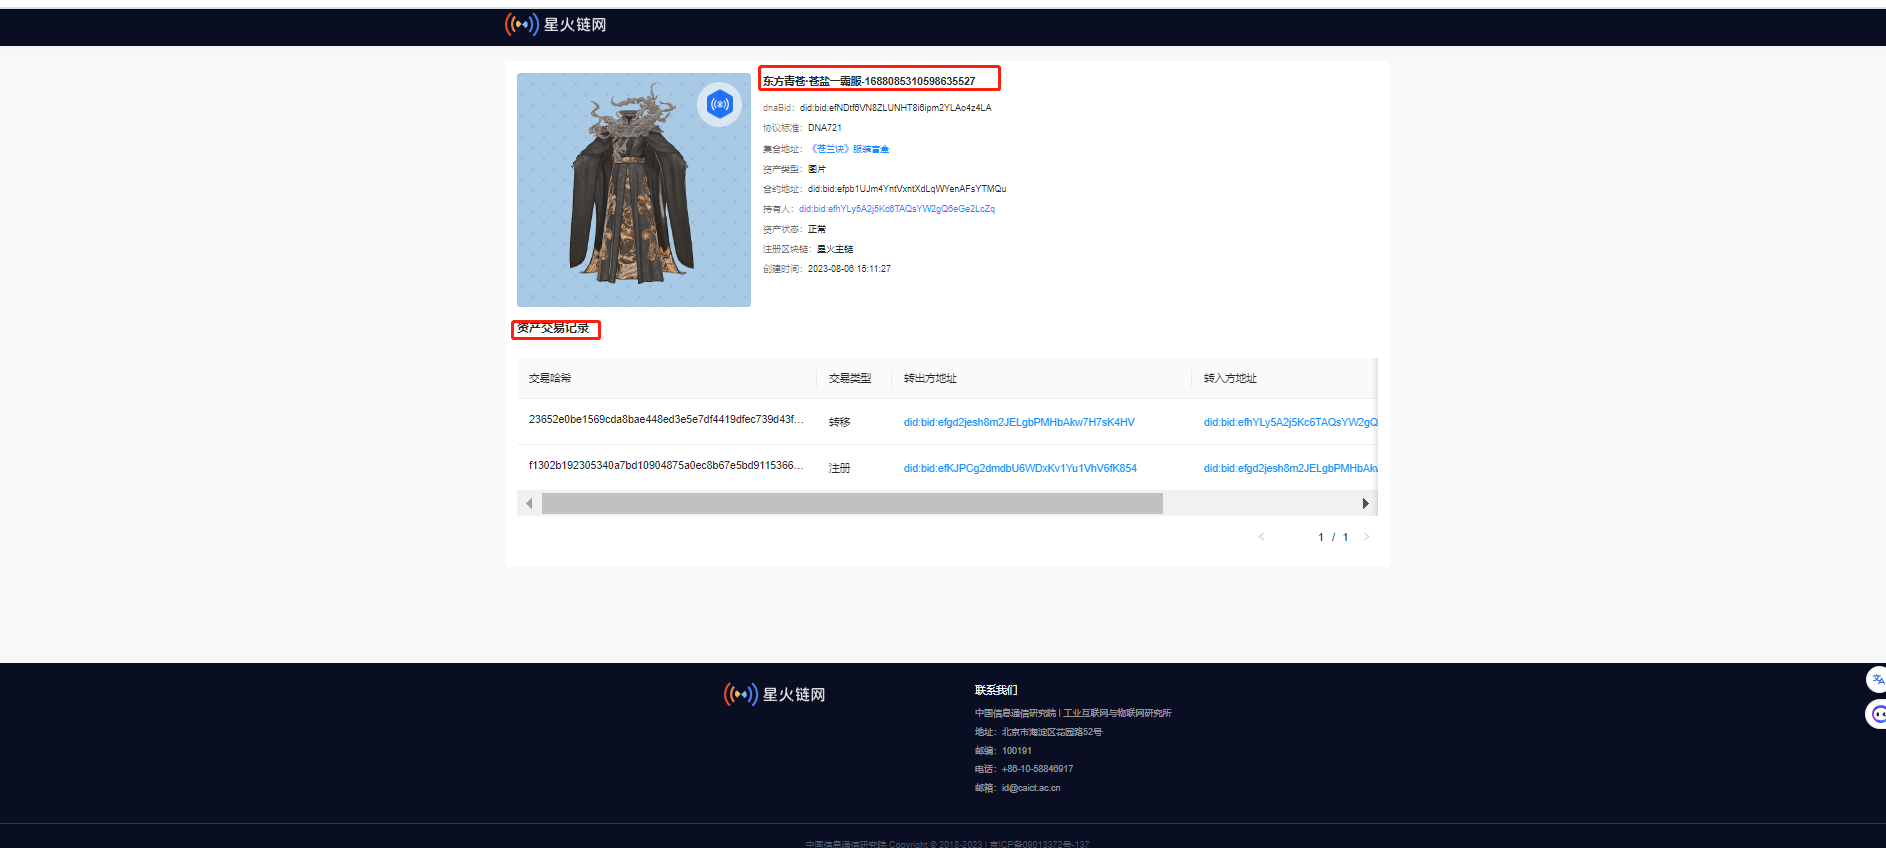 星火链网
东方青苍·苍盐一霸服-1688085310598635527
dnaBid: did:bid:efNDtf6VN8ZLUNHT8i6ipm2YLAo4z4LA
协议标准: DNA721
集合地址: 《苍兰诀》服装盲盒
资产类型: 图片
合约地址: did:bid:efpb1UJm4YntVxntXdLqWYenAFsYTMQu
持有人: did:bid:efhYLy5A2j5Kc6TAQsYW2gQ6eGe2LcZq
资产状态: 正常
注册区块链: 星火主链
创建时间: 2023-08-06 15:11:27
资产交易记录
交易哈希 交易类型 转出方地址 转入方地址
23652e0be1569cda8bae448ed3e5e7df4419dfec739d43f... 转移 did:bid:efgd2jesh8m2JELgbPMHbAkw7H7sK4HV did:bid:efhYLy5A2j5Kc6TAQsYW2gQ
f1302b192305340a7bd10904875a0ec8b67e5bd9115366... 注册 did:bid:efKJPCg2dmdbU6WDxKv1Yu1VhV6fK854 did:bid:efgd2jesh8m2JELgbPMHbAkw
< 1 / 1 >
星火链网
联系我们
中国信息通信研究院 | 工业互联网与物联网研究所
地址: 北京市海淀区花园路52号
邮编: 100191
电话: +86-10-58846917
邮箱: id@caict.ac.cn
中国信息通信研究院 Copyright © 2018-2023 | 京ICP备09013372号-137